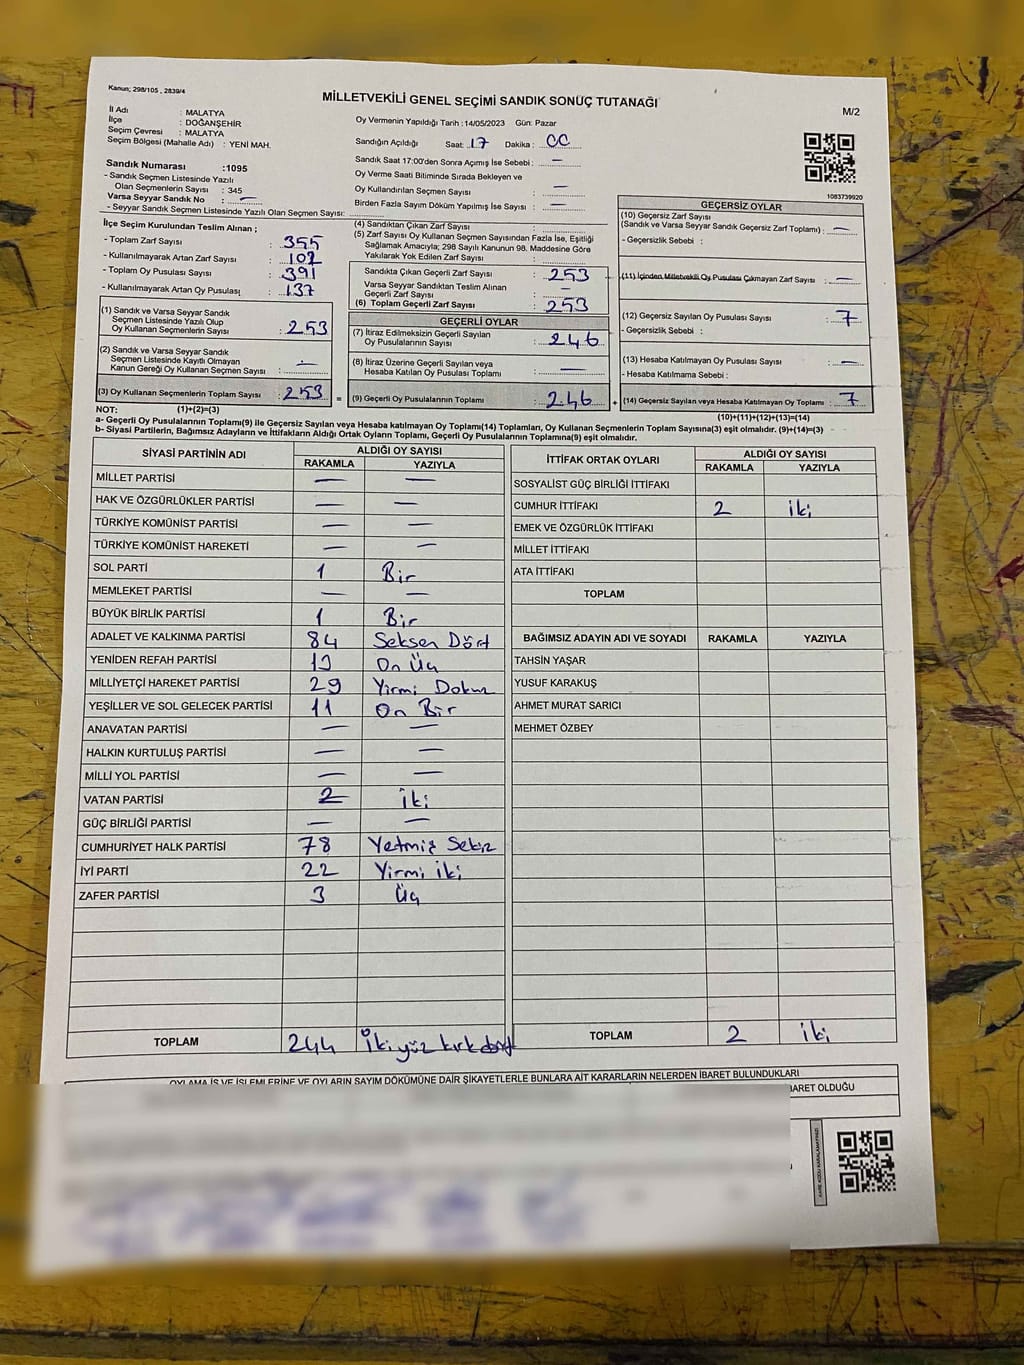 Kanun; 298/105 , 2839/4
MİLLETVEKİLİ GENEL SEÇİMİ SANDIK SONUÇ TUTANAĞI
M/2
İl Adı : MALATYA
İlçe : DOĞANŞEHİR
Seçim Çevresi : MALATYA
Seçim Bölgesi (Mahalle Adı) : YENİ MAH.
Sandık Numarası :1095
- Sandık Seçmen Listesinde Yazılı
Olan Seçmenlerin Sayısı : 345
Varsa Seyyar Sandık No : —
- Seyyar Sandık Seçmen Listesinde Yazılı Olan Seçmen Sayısı:
Oy Vermenin Yapıldığı Tarih :14/05/2023 Gün: Pazar
Sandığın Açıldığı Saat: 17 Dakika: 00
Sandık Saat 17:00'den Sonra Açımış İse Sebebi : —
Oy Verme Saati Bitiminde Sırada Bekleyen ve
Oy Kullandırılan Seçmen Sayısı : —
Birden Fazla Sayım Döküm Yapılmış İse Sayısı : —
1083739920
İlçe Seçim Kurulundan Teslim Alınan ;
- Toplam Zarf Sayısı : 355
- Kullanılmayarak Artan Zarf Sayısı : 102
- Toplam Oy Pusulası Sayısı : 391
- Kullanılmayarak Artan Oy Pusulası : 137
(1) Sandık ve Varsa Seyyar Sandık
Seçmen Listesinde Yazılı Olup
Oy Kullanan Seçmenlerin Sayısı : 253
(2) Sandık ve Varsa Seyyar Sandık
Seçmen Listesinde Kayıtlı Olmayan
Kanun Gereği Oy Kullanan Seçmen Sayısı : —
(3) Oy Kullanan Seçmenlerin Toplam Sayısı : 253 =
(4) Sandıktan Çıkan Zarf Sayısı :
(5) Zarf Sayısı Oy Kullanan Seçmen Sayısından Fazla İse, Eşitliği
Sağlamak Amacıyla; 298 Sayılı Kanunun 98. Maddesine Göre
Yakılarak Yok Edilen Zarf Sayısı :
Sandıkta Çıkan Geçerli Zarf Sayısı : 253
Varsa Seyyar Sandıktan Teslim Alınan
Geçerli Zarf Sayısı : —
(6) Toplam Geçerli Zarf Sayısı : 253
GEÇERLİ OYLAR
(7) İtiraz Edilmeksizin Geçerli Sayılan
Oy Pusulalarının Sayısı : 246
(8) İtiraz Üzerine Geçerli Sayılan veya
Hesaba Katılan Oy Pusulası Toplamı : —
(9) Geçerli Oy Pusulalarının Toplamı : 246 +
GEÇERSİZ OYLAR
(10) Geçersiz Zarf Sayısı
(Sandık ve Varsa Seyyar Sandık Geçersiz Zarf Toplamı) : —
- Geçersizlik Sebebi :
(11) İçinden Milletvekili Oy Pusulası Çıkmayan Zarf Sayısı : —
(12) Geçersiz Sayılan Oy Pusulası Sayısı : 7
- Geçersizlik Sebebi :
(13) Hesaba Katılmayan Oy Pusulası Sayısı : —
- Hesaba Katılmama Sebebi :
(14) Geçersiz Sayılan veya Hesaba Katılmayan Oy Toplamı : 7
NOT: (1)+(2)=(3) (10)+(11)+(12)+(13)=(14)
a- Geçerli Oy Pusulalarının Toplamı(9) ile Geçersiz Sayılan veya Hesaba katılmayan Oy Toplamı(14) Toplamları, Oy Kullanan Seçmenlerin Toplam Sayısına(3) eşit olmalıdır. (9)+(14)=(3)
b- Siyasi Partilerin, Bağımsız Adayların ve İttifakların Aldığı Ortak Oyların Toplamı, Geçerli Oy Pusulalarının Toplamına(9) eşit olmalıdır.
SİYASİ PARTİNİN ADI ALDIĞI OY SAYISI
RAKAMLA YAZIYLA
MİLLET PARTİSİ — —
HAK VE ÖZGÜRLÜKLER PARTİSİ — —
TÜRKİYE KOMÜNİST PARTİSİ — —
TÜRKİYE KOMÜNİST HAREKETİ — —
SOL PARTİ 1 Bir
MEMLEKET PARTİSİ — —
BÜYÜK BİRLİK PARTİSİ 1 Bir
ADALET VE KALKINMA PARTİSİ 84 Seksen Dört
YENİDEN REFAH PARTİSİ 13 On Üç
MİLLİYETÇİ HAREKET PARTİSİ 29 Yirmi Dokuz
YEŞİLLER VE SOL GELECEK PARTİSİ 11 On Bir
ANAVATAN PARTİSİ — —
HALKIN KURTULUŞ PARTİSİ — —
MİLLİ YOL PARTİSİ — —
VATAN PARTİSİ 2 iki
GÜÇ BİRLİĞİ PARTİSİ — —
CUMHURİYET HALK PARTİSİ 78 Yetmiş Sekiz
İYİ PARTİ 22 Yirmi iki
ZAFER PARTİSİ 3 Üç
TOPLAM 244 İkiyüz kırk dört
İTTİFAK ORTAK OYLARI ALDIĞI OY SAYISI
RAKAMLA YAZIYLA
SOSYALİST GÜÇ BİRLİĞİ İTTİFAKI
CUMHUR İTTİFAKI 2 iki
EMEK VE ÖZGÜRLÜK İTTİFAKI
MİLLET İTTİFAKI
ATA İTTİFAKI
TOPLAM
BAĞIMSIZ ADAYIN ADI VE SOYADI RAKAMLA YAZIYLA
TAHSİN YAŞAR
YUSUF KARAKUŞ
AHMET MURAT SARICI
MEHMET ÖZBEY
TOPLAM 2 iki
OYLAMA İŞ VE İŞLEMLERİNE VE OYLARIN SAYIM DÖKÜMÜNE DAİR ŞİKAYETLERLE BUNLARA AİT KARARLARIN NELERDEN İBARET BULUNDUKLARI
BARET OLDUĞU